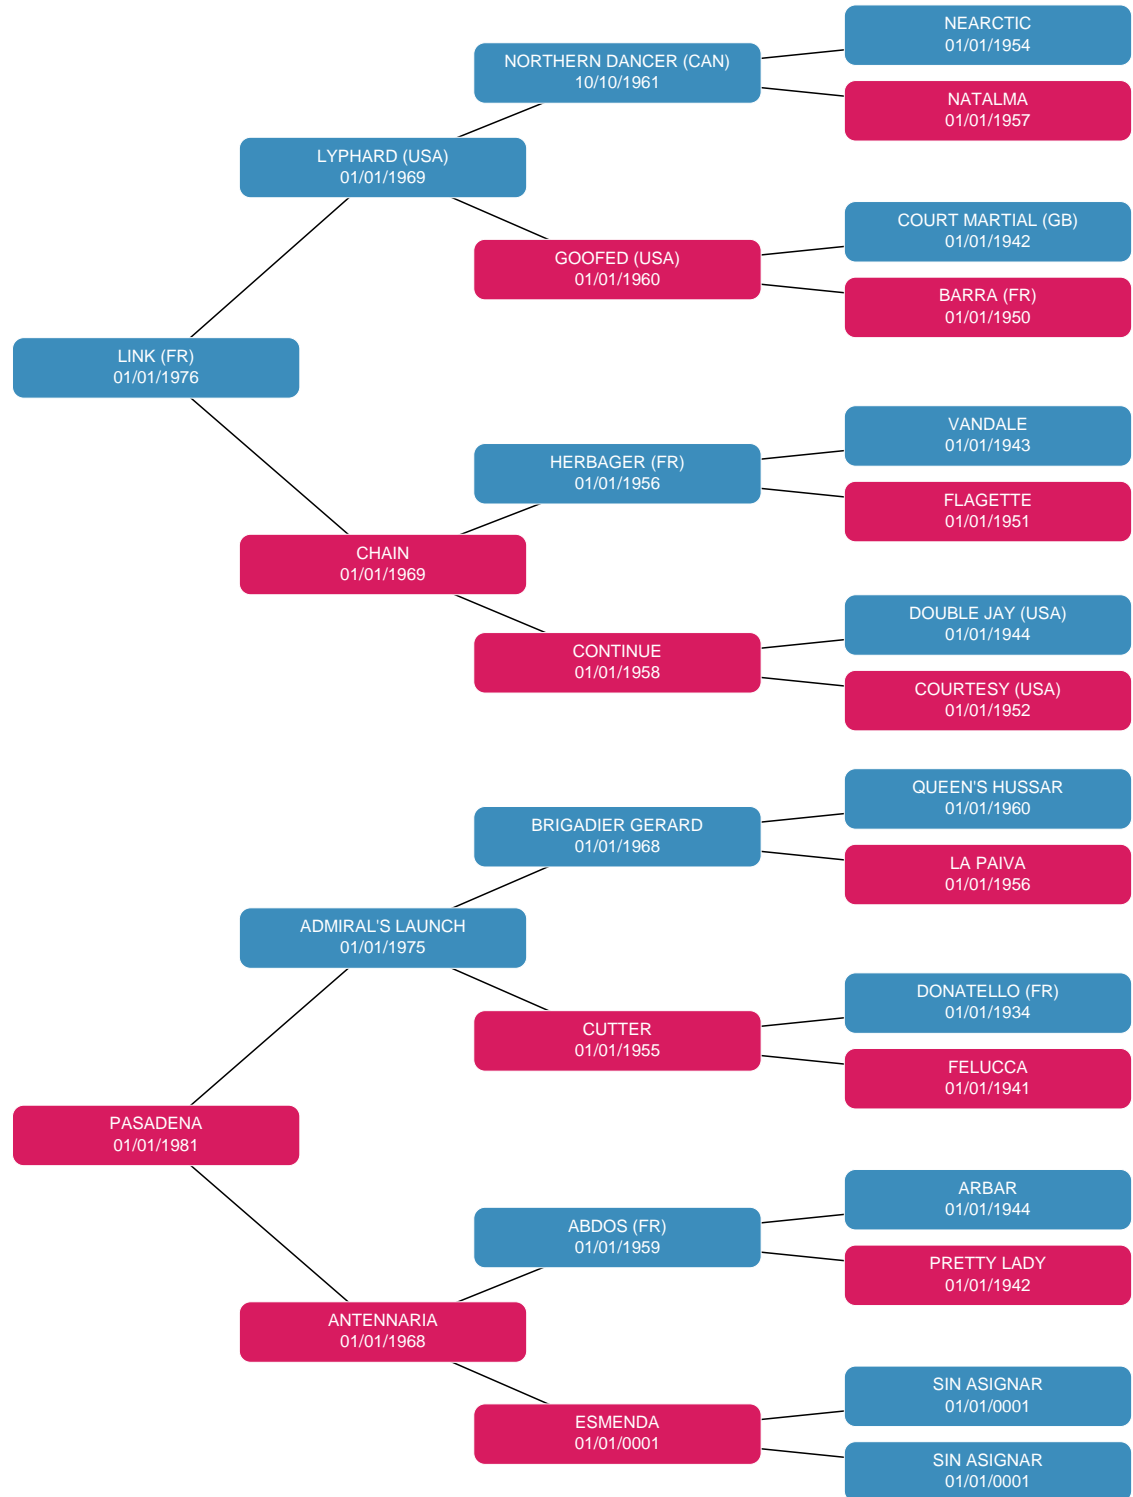 NEARCTIC
01/01/1954
NORTHERN DANCER (CAN)
10/10/1961
NATALMA
01/01/1957
LYPHARD (USA)
01/01/1969
COURT MARTIAL (GB)
01/01/1942
GOOFED (USA)
01/01/1960
BARRA (FR)
01/01/1950
LINK (FR)
01/01/1976
VANDALE
01/01/1943
HERBAGER (FR)
01/01/1956
FLAGETTE
01/01/1951
CHAIN
01/01/1969
DOUBLE JAY (USA)
01/01/1944
CONTINUE
01/01/1958
COURTESY (USA)
01/01/1952
QUEEN'S HUSSAR
01/01/1960
BRIGADIER GERARD
01/01/1968
LA PAIVA
01/01/1956
ADMIRAL'S LAUNCH
01/01/1975
DONATELLO (FR)
01/01/1934
CUTTER
01/01/1955
FELUCCA
01/01/1941
PASADENA
01/01/1981
ARBAR
01/01/1944
ABDOS (FR)
01/01/1959
PRETTY LADY
01/01/1942
ANTENNARIA
01/01/1968
SIN ASIGNAR
01/01/0001
ESMENDA
01/01/0001
SIN ASIGNAR
01/01/0001